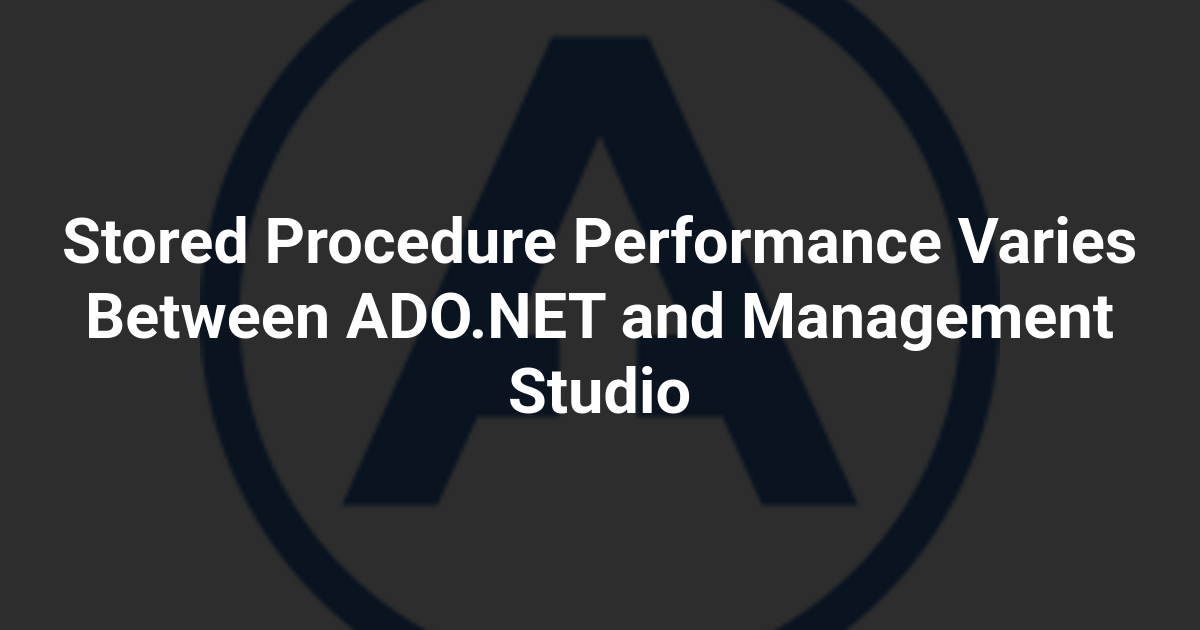 Stored Procedure Performance Varies
Between ADO.NET and Management
Studio